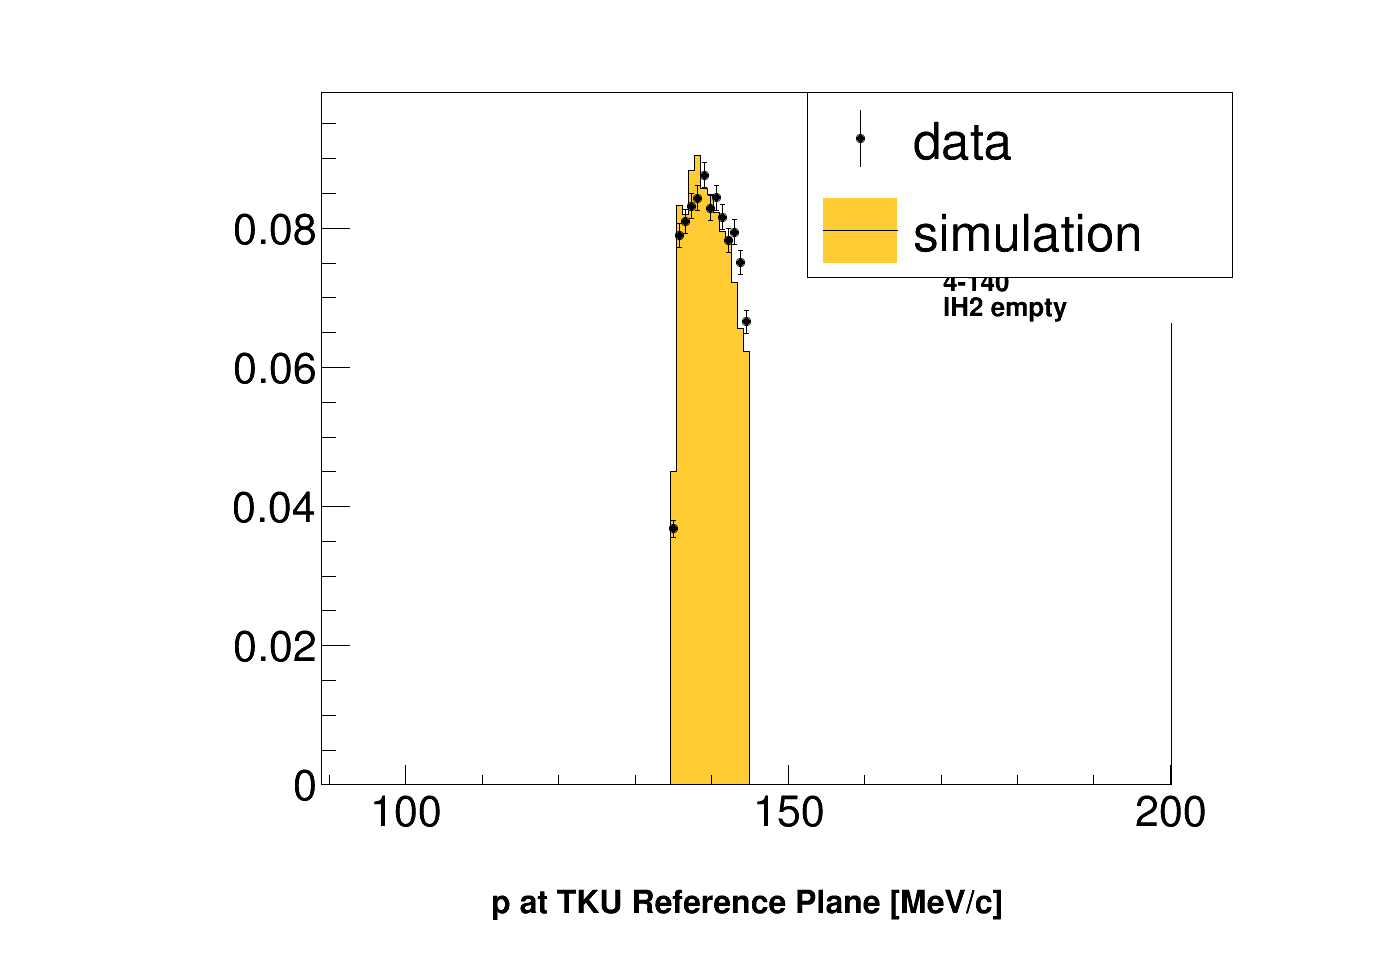 data
simulation
4-140
lH2 empty
0.08
0.06
0.04
0.02
0
100 150 200
p at TKU Reference Plane [MeV/c]